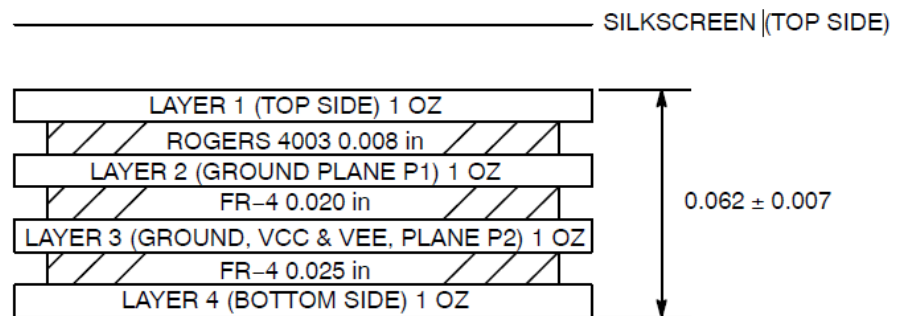 SILKSCREEN (TOP SIDE)
LAYER 1 (TOP SIDE) 1 OZ
ROGERS 4003 0.008 in
LAYER 2 (GROUND PLANE P1) 1 OZ
FR−4 0.020 in
0.062 ± 0.007
LAYER 3 (GROUND, VCC & VEE, PLANE P2) 1 OZ
FR−4 0.025 in
LAYER 4 (BOTTOM SIDE) 1 OZ